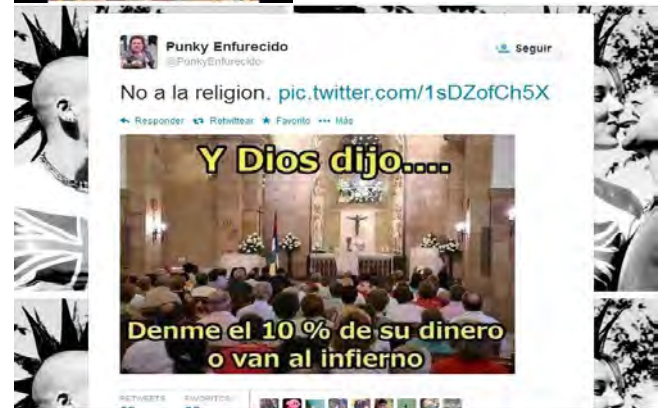 Punky Enfurecido
@PunkyEnfurecido
Seguir
No a la religion. pic.twitter.com/1sDZofCh5X
Responder Retwittear Favorito Más
Y Dios dijo....
Denme el 10 % de su dinero
o van al infierno
RETWEETS FAVORITOS